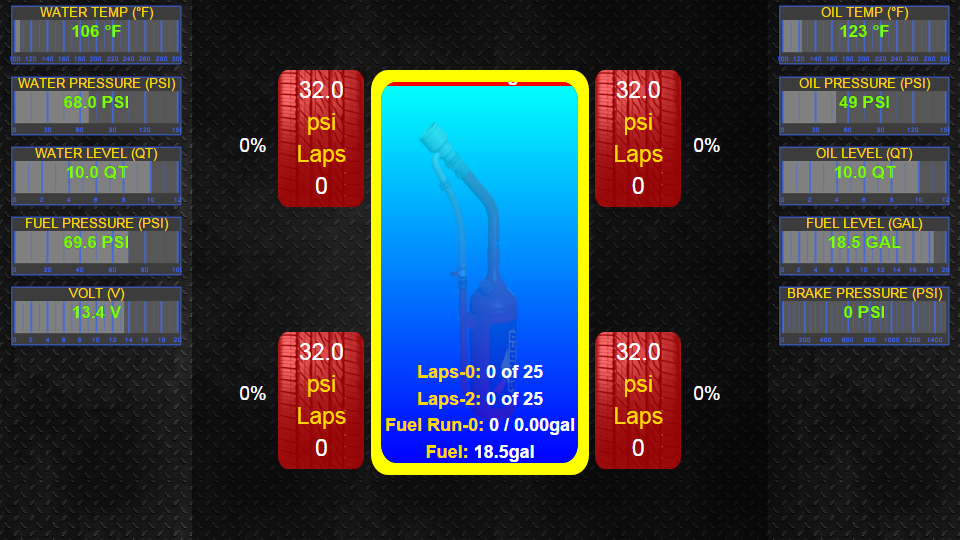 WATER TEMP (°F)
106 °F
100 120 140 160 180 200 220 240 260 280 300
WATER PRESSURE (PSI)
68.0 PSI
0 30 60 90 120 150
WATER LEVEL (QT)
10.0 QT
0 2 4 6 8 10 12
FUEL PRESSURE (PSI)
69.6 PSI
0 20 40 60 80 100
VOLT (V)
13.4 V
0 2 4 6 8 10 12 14 16 18 20
0%
32.0
psi
Laps
0
0%
32.0
psi
Laps
0
Laps-0: 0 of 25
Laps-2: 0 of 25
Fuel Run-0: 0 / 0.00gal
Fuel: 18.5gal
32.0
psi
Laps
0
0%
32.0
psi
Laps
0
0%
OIL TEMP (°F)
123 °F
100 120 140 160 180 200 220 240 260 280 300
OIL PRESSURE (PSI)
49 PSI
0 30 60 90 120 150
OIL LEVEL (QT)
10.0 QT
0 2 4 6 8 10 12
FUEL LEVEL (GAL)
18.5 GAL
0 2 4 6 8 10 12 14 16 18 20
BRAKE PRESSURE (PSI)
0 PSI
0 200 400 600 800 1000 1200 1400